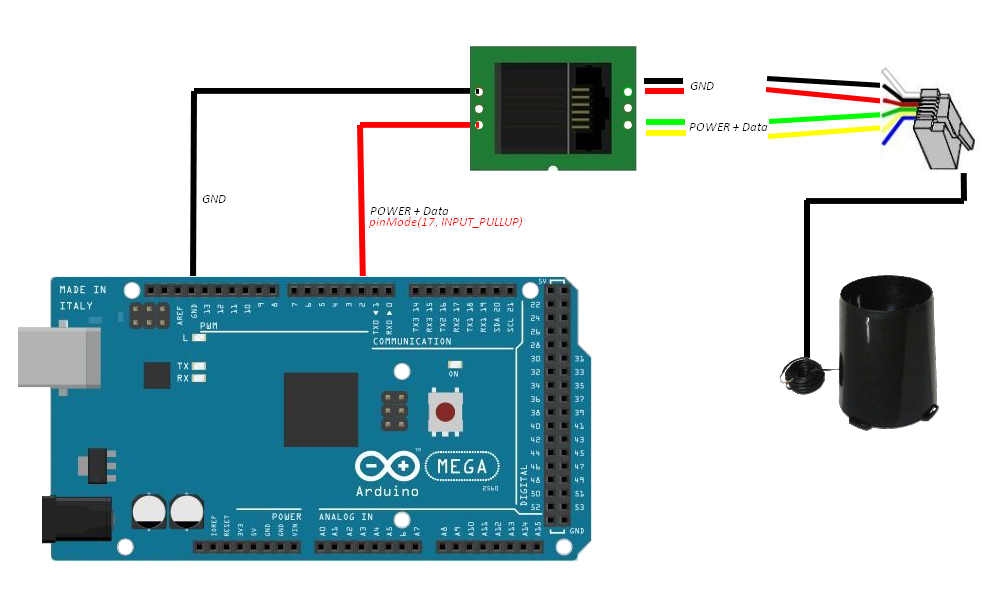 GND
POWER + Data
GND
POWER + Data
pinMode(17, INPUT_PULLUP)
MADE IN
ITALY
AREF
GND
13
12
11
10
9
8
7
6
5
4
3
2
TX0 ◄ 1
RX0 ► 0
TX3 14
RX3 15
TX2 16
RX2 17
TX1 18
RX1 19
SDA 20
SCL 21
5V
22
24
26
28
30 31
32 33
34 35
36 37
38 39
40 41
42 43
44 45
46 47
48 49
50 51
52 53
GND
DIGITAL
PWM
L
COMMUNICATION
TX
RX
ON
MEGA
2560
Arduino
TM
POWER
ANALOG IN
IOREF
RESET
3V3
5V
GND
GND
VIN
A0
A1
A2
A3
A4
A5
6
A7
A8
A9
A10
A11
A12
A13
A14
A15